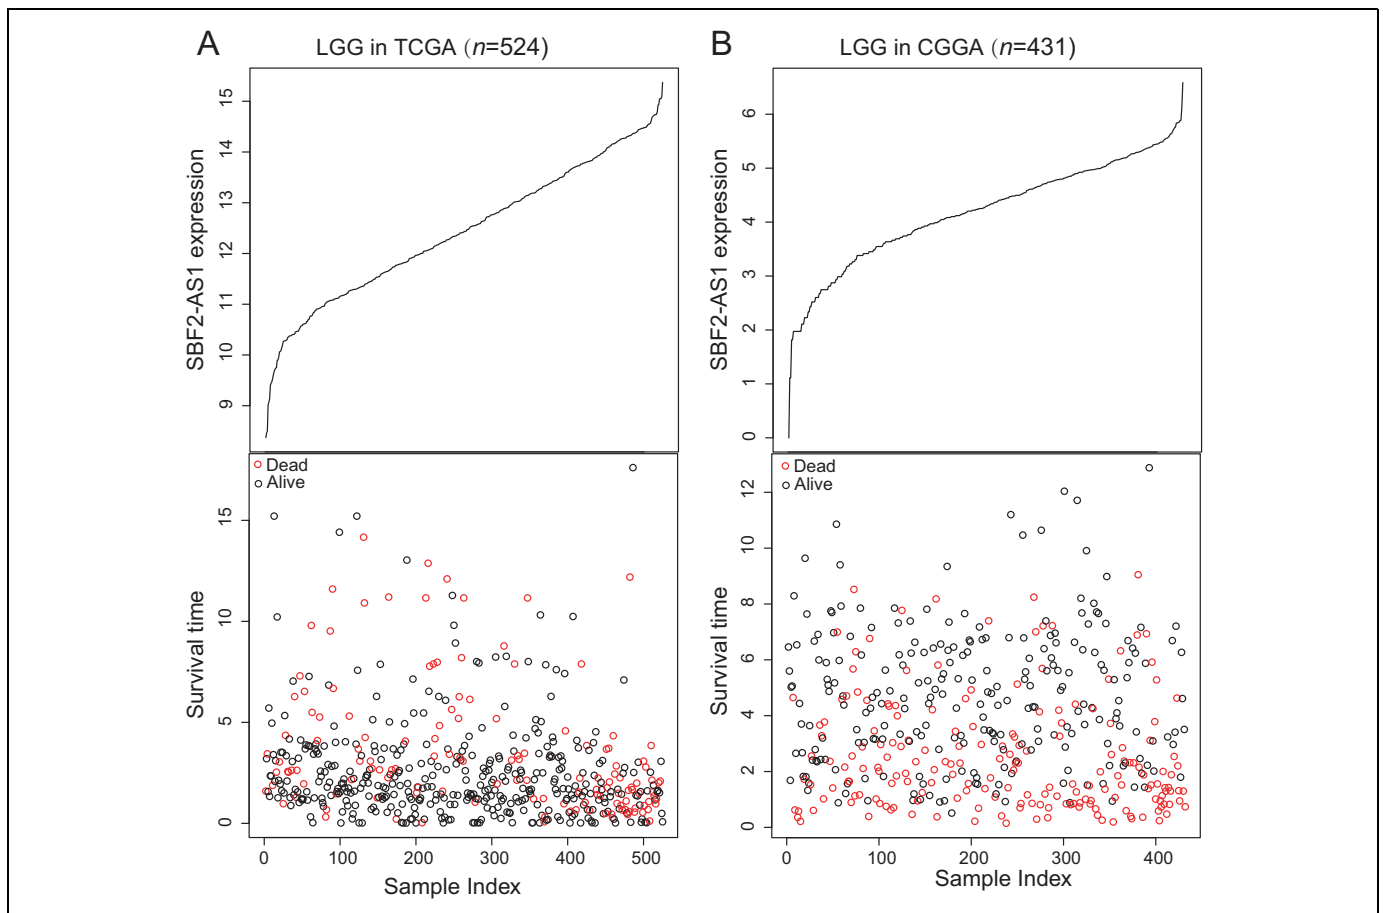 A
LGG in TCGA (n=524)
B
LGG in CGGA (n=431)
SBF2-AS1 expression
15
14
13
12
11
10
9
SBF2-AS1 expression
6
5
4
3
2
1
0
Dead
Alive
Survival time
15
10
5
0
0 100 200 300 400 500
Sample Index
Dead
Alive
Survival time
12
10
8
6
4
2
0
0 100 200 300 400
Sample Index